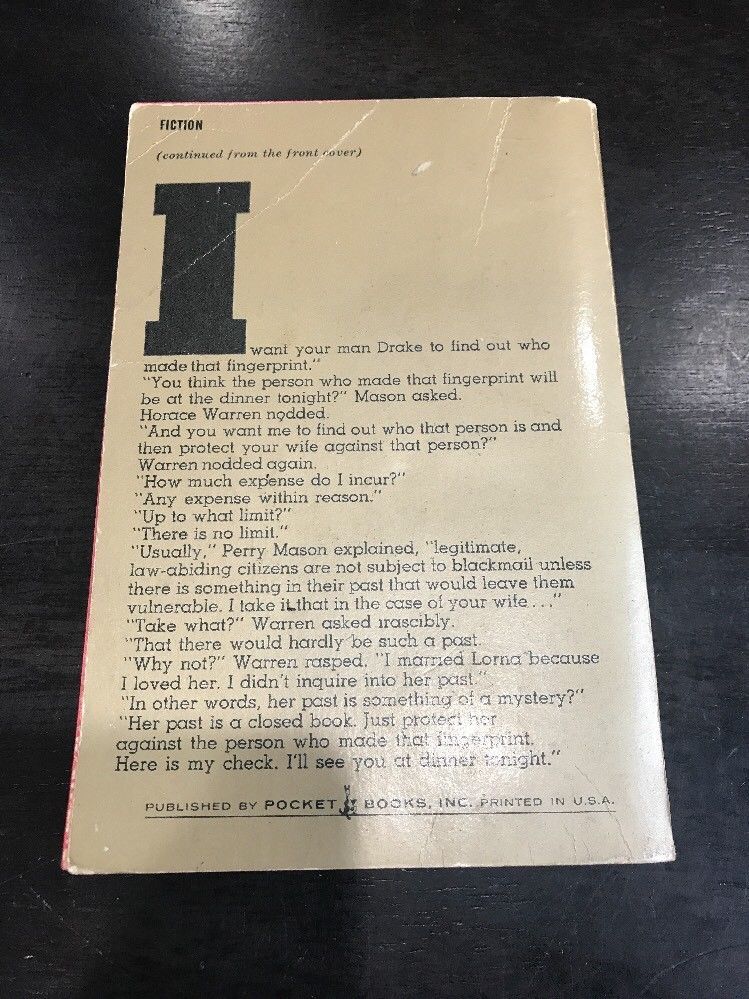 FICTION
(continued from the front cover)
I want your man Drake to find out who
made that fingerprint."
"You think the person who made that fingerprint will
be at the dinner tonight?" Mason asked.
Horace Warren nodded.
"And you want me to find out who that person is and
then protect your wife against that person?"
Warren nodded again.
"How much expense do I incur?"
"Any expense within reason."
"Up to what limit?"
"There is no limit."
"Usually," Perry Mason explained, "legitimate,
law-abiding citizens are not subject to blackmail unless
there is something in their past that would leave them
vulnerable. I take it that in the case of your wife . . ."
"Take what?" Warren asked irascibly.
"That there would hardly be such a past.
"Why not?" Warren rasped. "I married Lorna because
I loved her. I didn't inquire into her past."
"In other words, her past is something of a mystery?"
"Her past is a closed book. Just protect her
against the person who made that fingerprint.
Here is my check. I'll see you at dinner tonight."
PUBLISHED BY POCKET BOOKS, INC. PRINTED IN U.S.A.